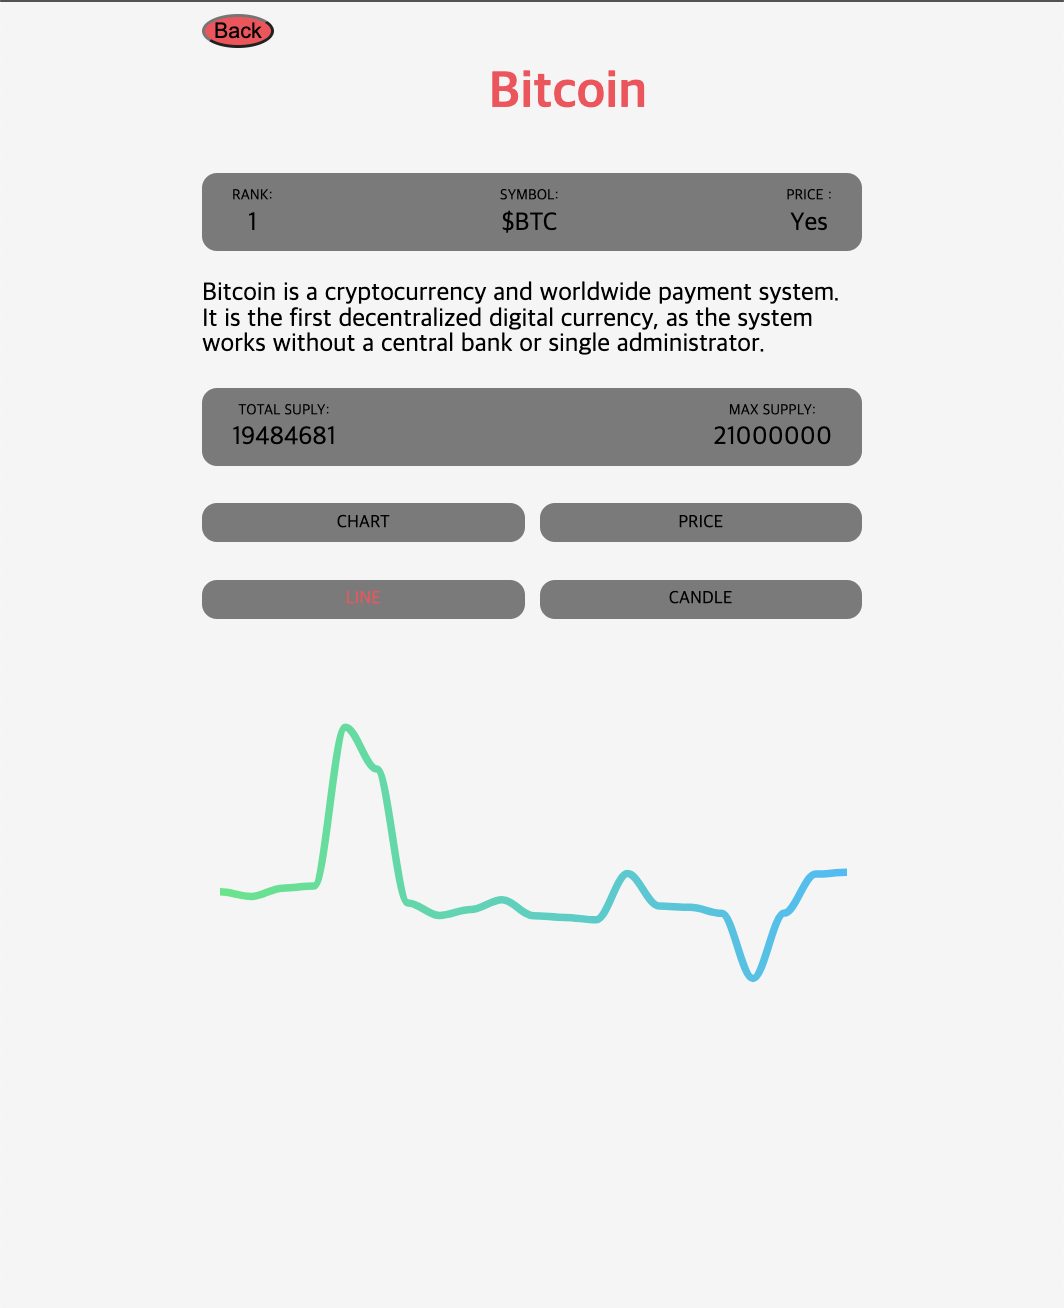 Back
Bitcoin
RANK: SYMBOL: PRICE :
1 $BTC Yes
Bitcoin is a cryptocurrency and worldwide payment system.
It is the first decentralized digital currency, as the system
works without a central bank or single administrator.
TOTAL SUPLY: MAX SUPPLY:
19484681 21000000
CHART PRICE
LINE CANDLE